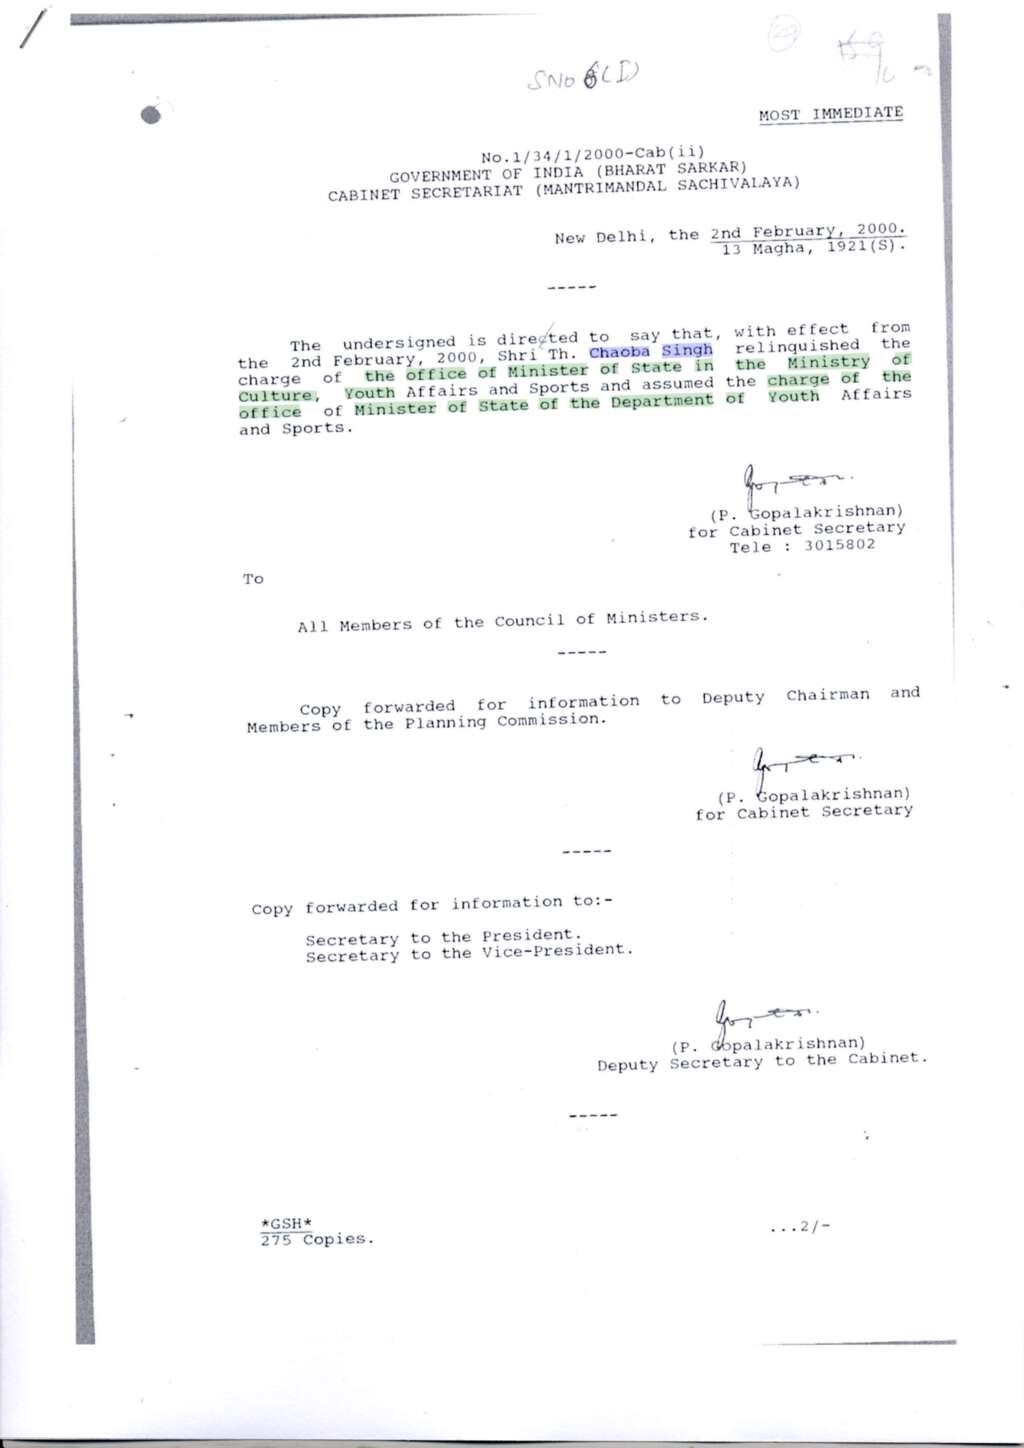 SNo 6(I)
29
MOST IMMEDIATE
No.1/34/1/2000-Cab(ii)
GOVERNMENT OF INDIA (BHARAT SARKAR)
CABINET SECRETARIAT (MANTRIMANDAL SACHIVALAYA)
New Delhi, the 2nd February, 2000.
13 Magha, 1921(S).
-----
The undersigned is directed to say that, with effect from
the 2nd February, 2000, Shri Th. Chaoba Singh relinquished the
charge of the office of Minister of State in the Ministry of
Culture, Youth Affairs and Sports and assumed the charge of the
office of Minister of State of the Department of Youth Affairs
and Sports.
(P. Gopalakrishnan)
for Cabinet Secretary
Tele : 3015802
To
All Members of the Council of Ministers.
-----
Copy forwarded for information to Deputy Chairman and
Members of the Planning Commission.
(P. Gopalakrishnan)
for Cabinet Secretary
-----
Copy forwarded for information to:-
Secretary to the President.
Secretary to the Vice-President.
(P. Gopalakrishnan)
Deputy Secretary to the Cabinet.
-----
*GSH*
275 Copies.
...2/-